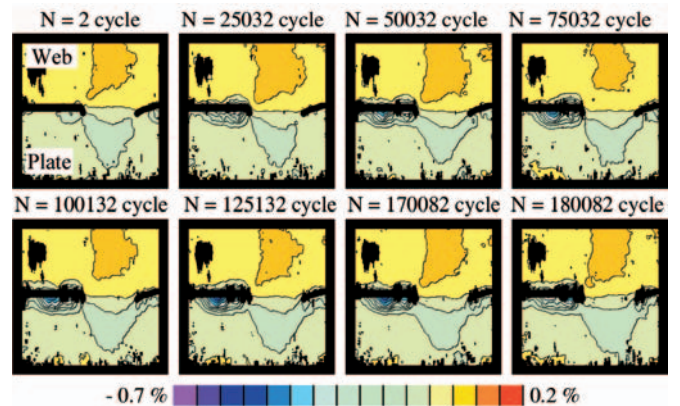 N = 2 cycle N = 25032 cycle N = 50032 cycle N = 75032 cycle
Web
Plate
N = 100132 cycle N = 125132 cycle N = 170082 cycle N = 180082 cycle
- 0.7 % 0.2 %